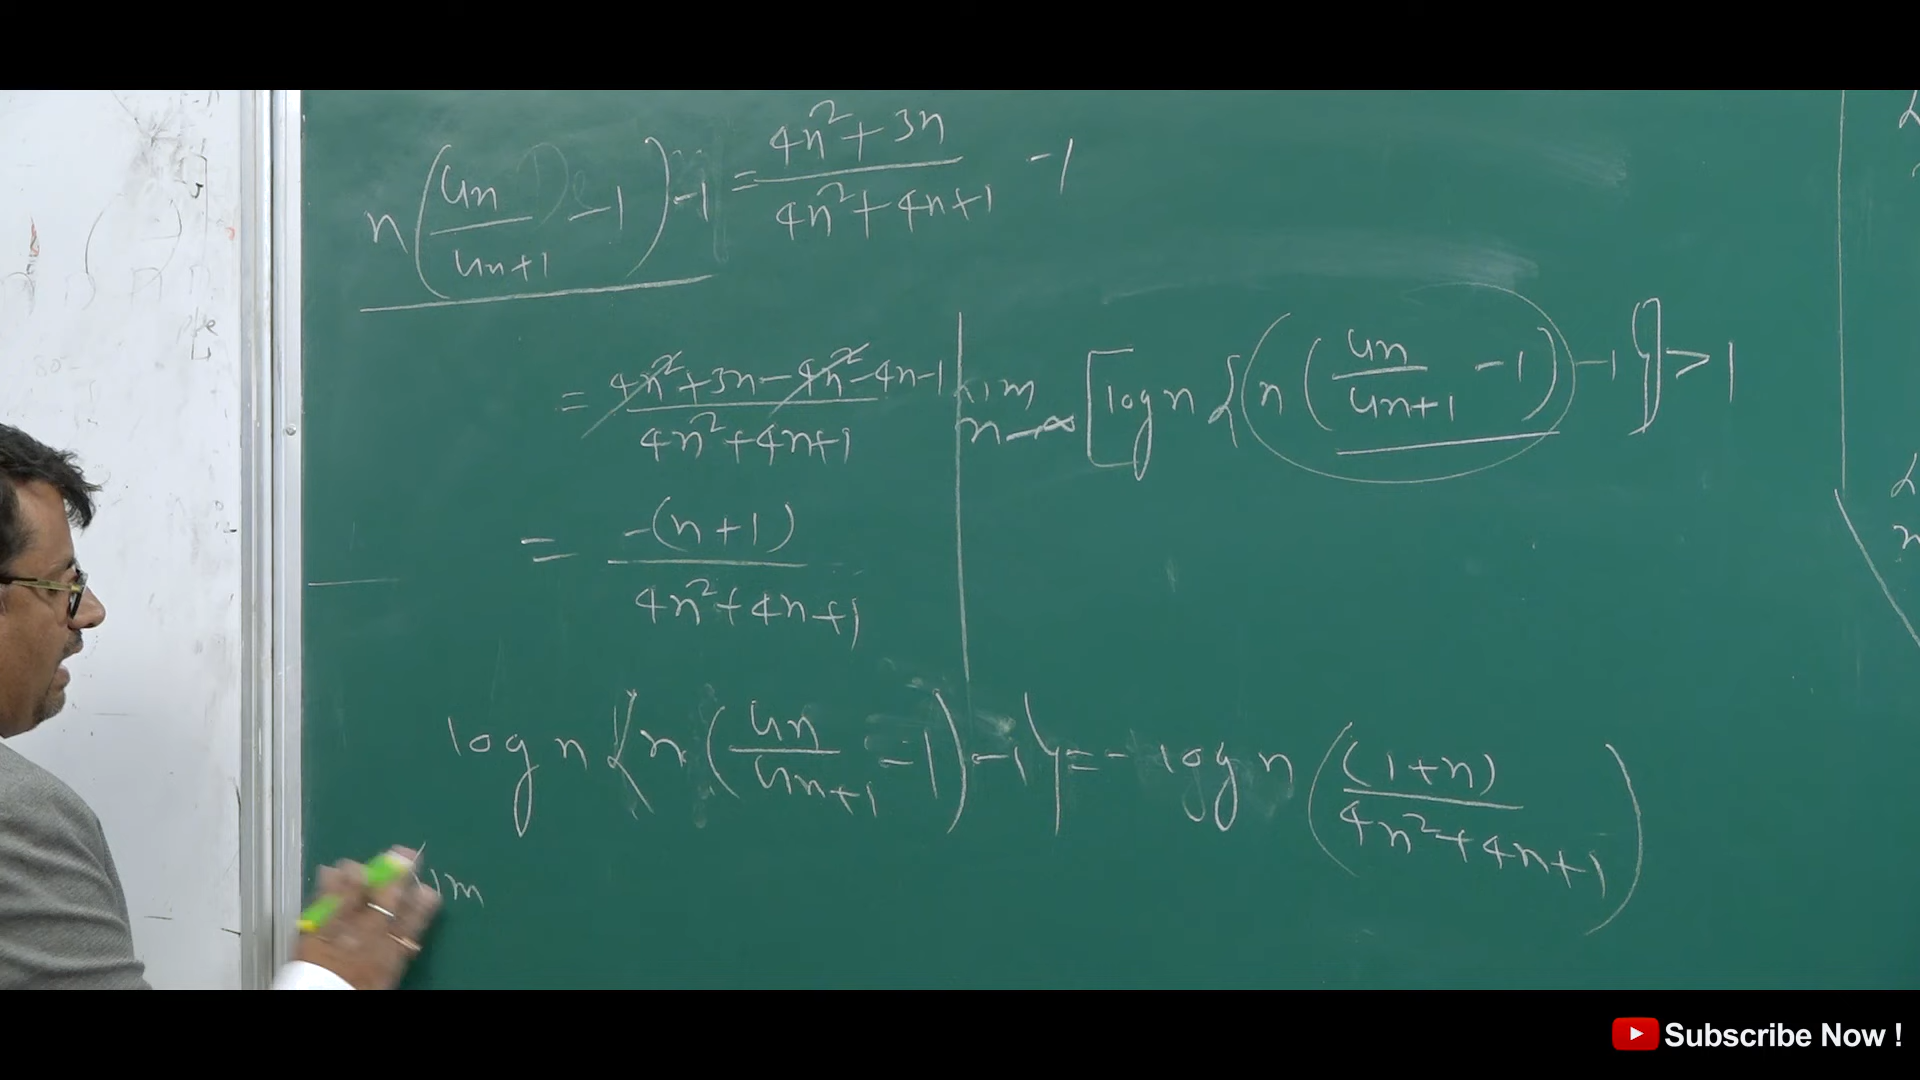 n(un/un+1 -1)-1 = 4n²+3n/4n²+4n+1 -1
= 4n²+3n-4n²-4n-1/4n²+4n+1
lim n→∞ [log n {n(un/un+1 -1)-1}] > 1
= -(n+1)/4n²+4n+1
log n {n(un/un+1 -1)-1} = - log n ((1+n)/4n²+4n+1)
Lim
Subscribe Now !